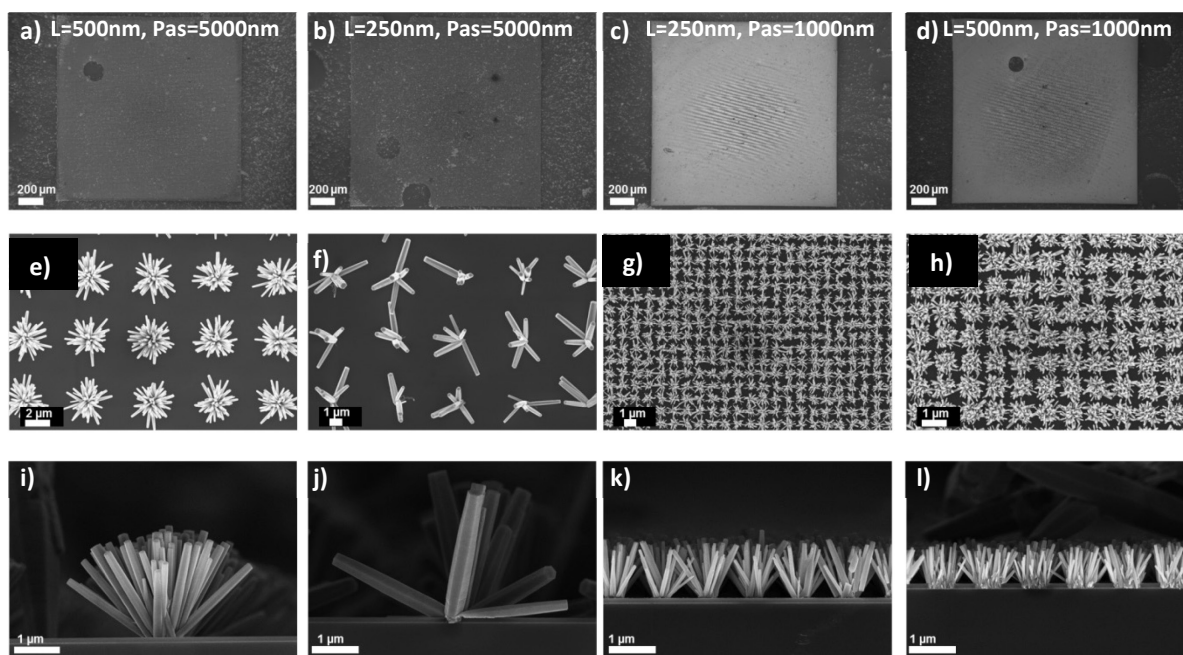 a) L=500nm, Pas=5000nm
b) L=250nm, Pas=5000nm
c) L=250nm, Pas=1000nm
d) L=500nm, Pas=1000nm
200 µm
200 µm
200 µm
200 µm
e)
f)
g)
h)
2 µm
1 µm
1 µm
1 µm
i)
j)
k)
l)
1 µm
1 µm
1 µm
1 µm